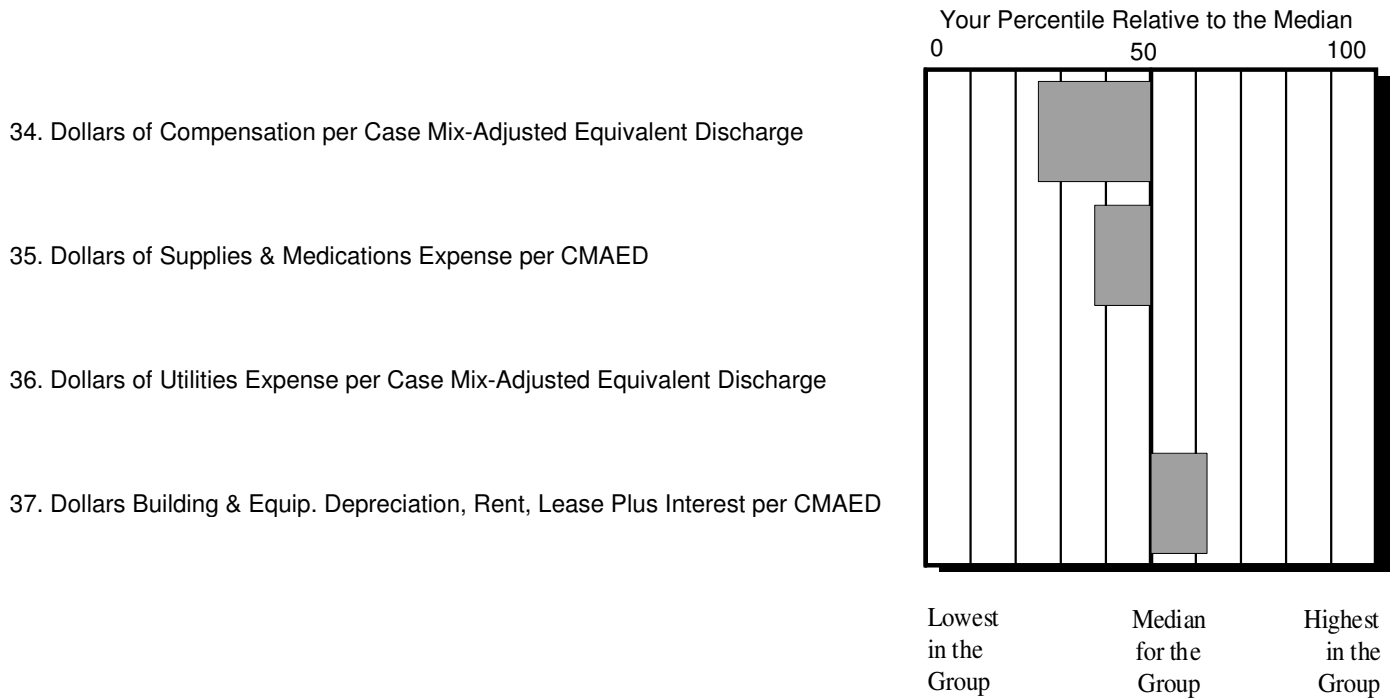 Your Percentile Relative to the Median
0 50 100
34. Dollars of Compensation per Case Mix-Adjusted Equivalent Discharge
35. Dollars of Supplies & Medications Expense per CMAED
36. Dollars of Utilities Expense per Case Mix-Adjusted Equivalent Discharge
37. Dollars Building & Equip. Depreciation, Rent, Lease Plus Interest per CMAED
Lowest Median Highest
in the for the in the
Group Group Group